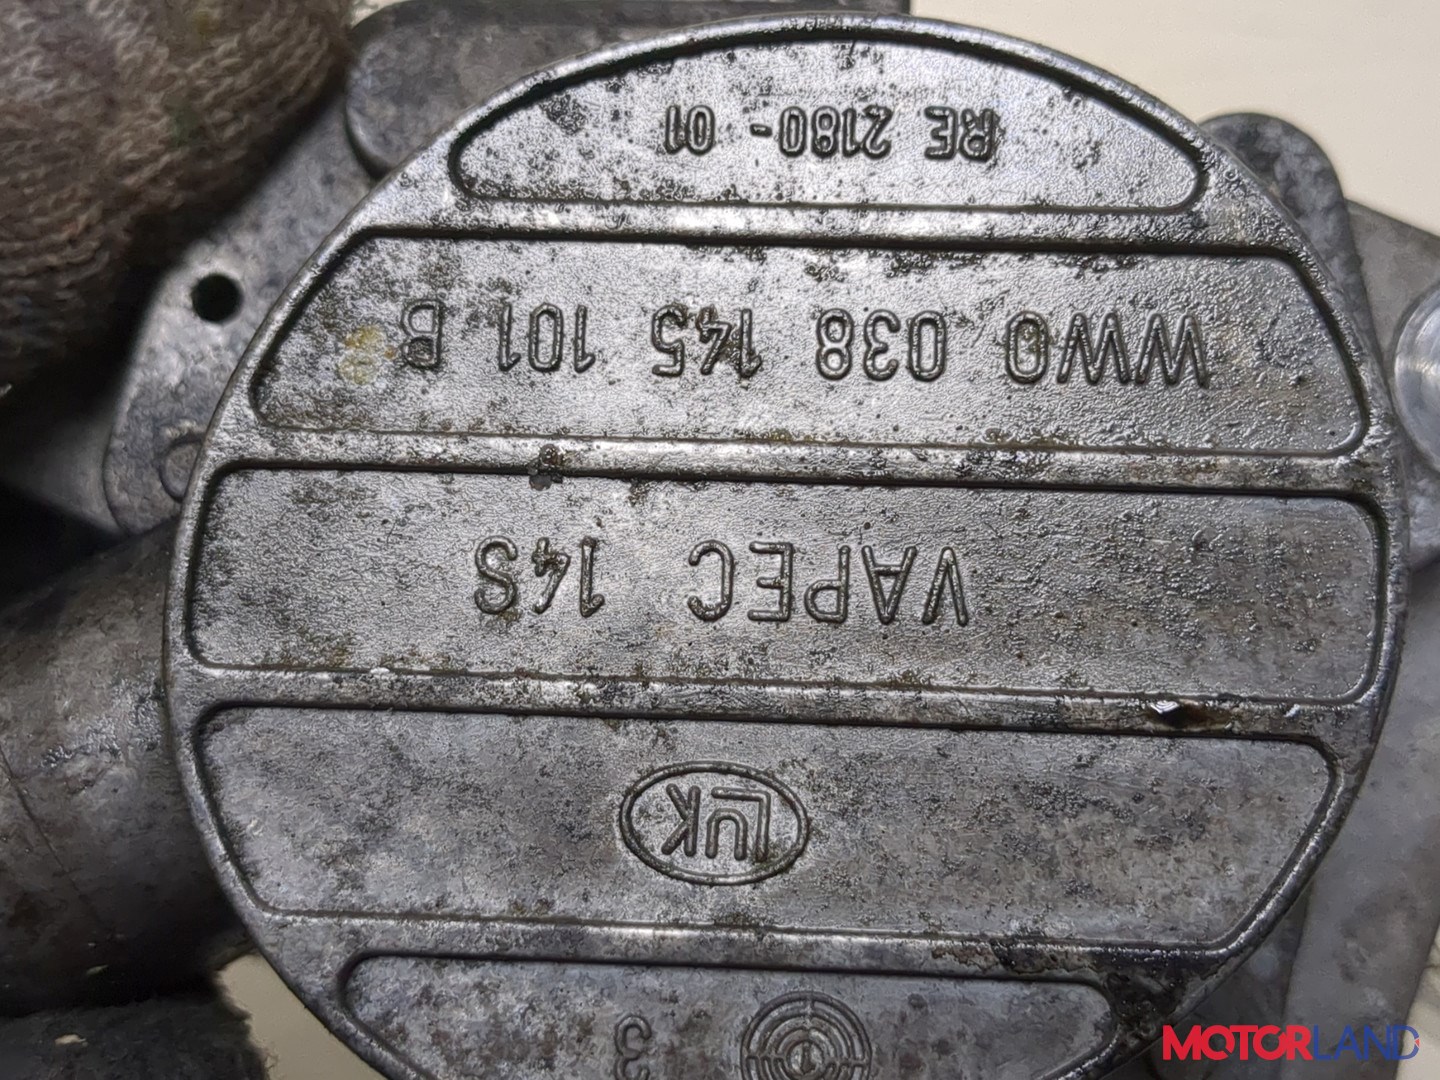 3
LUK
VAPEC 14S
WWO 038 145 101 B
RE 2180-01
MOTORLAND